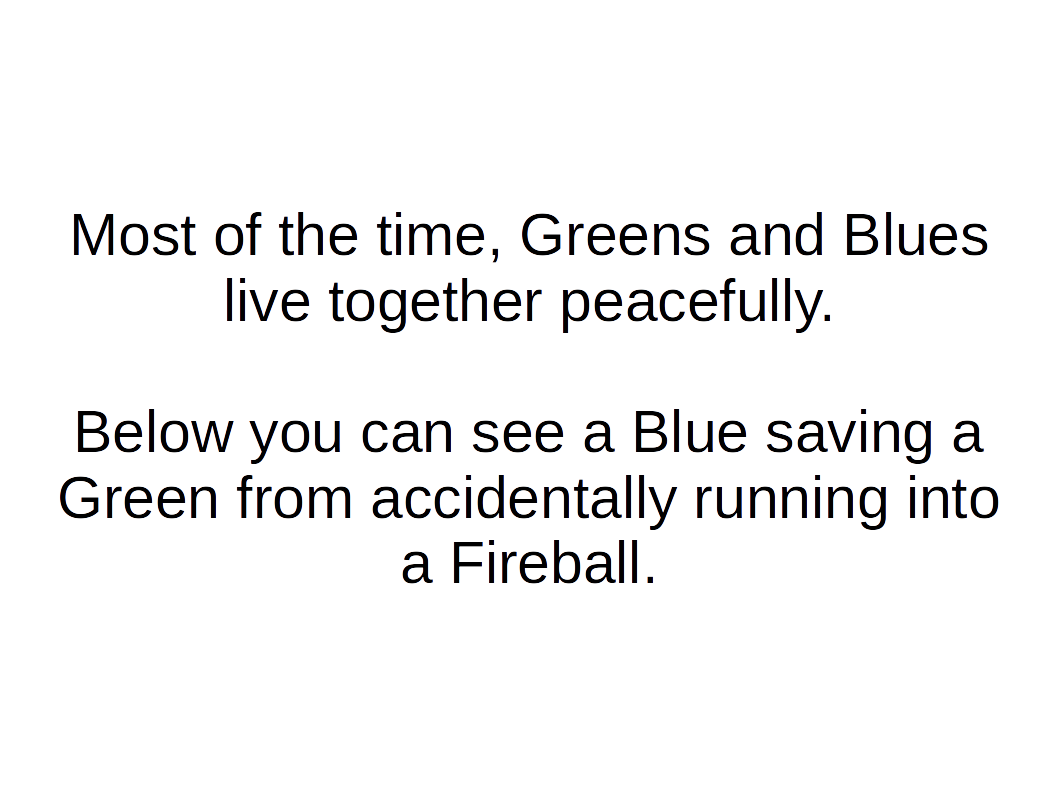 Most of the time, Greens and Blues
live together peacefully.
Below you can see a Blue saving a
Green from accidentally running into
a Fireball.